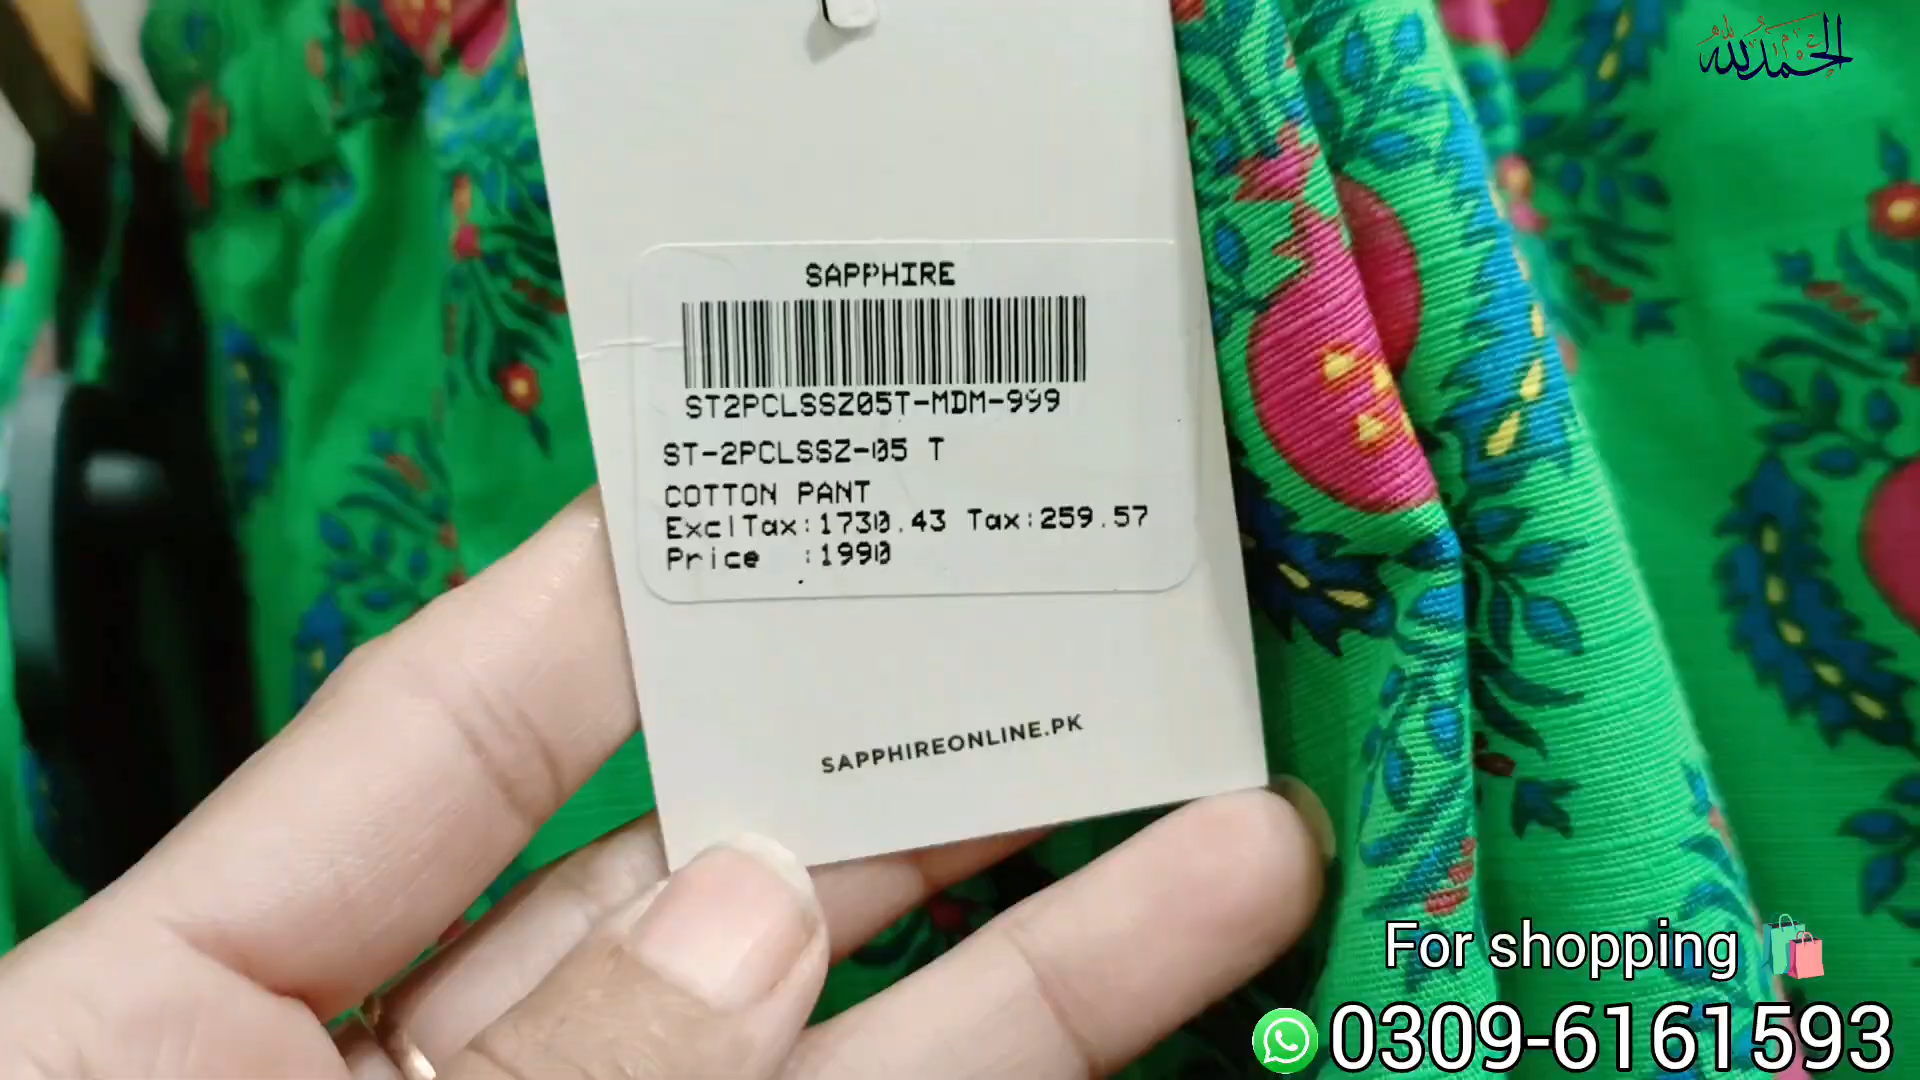 الحمدللہ
SAPPHIRE
ST2PCLSSZ05T-MDM-999
ST-2PCLSSZ-05 T
COTTON PANT
ExclTax:1730.43 Tax:259.57
Price :1990
SAPPHIREONLINE.PK
For shopping
0309-6161593